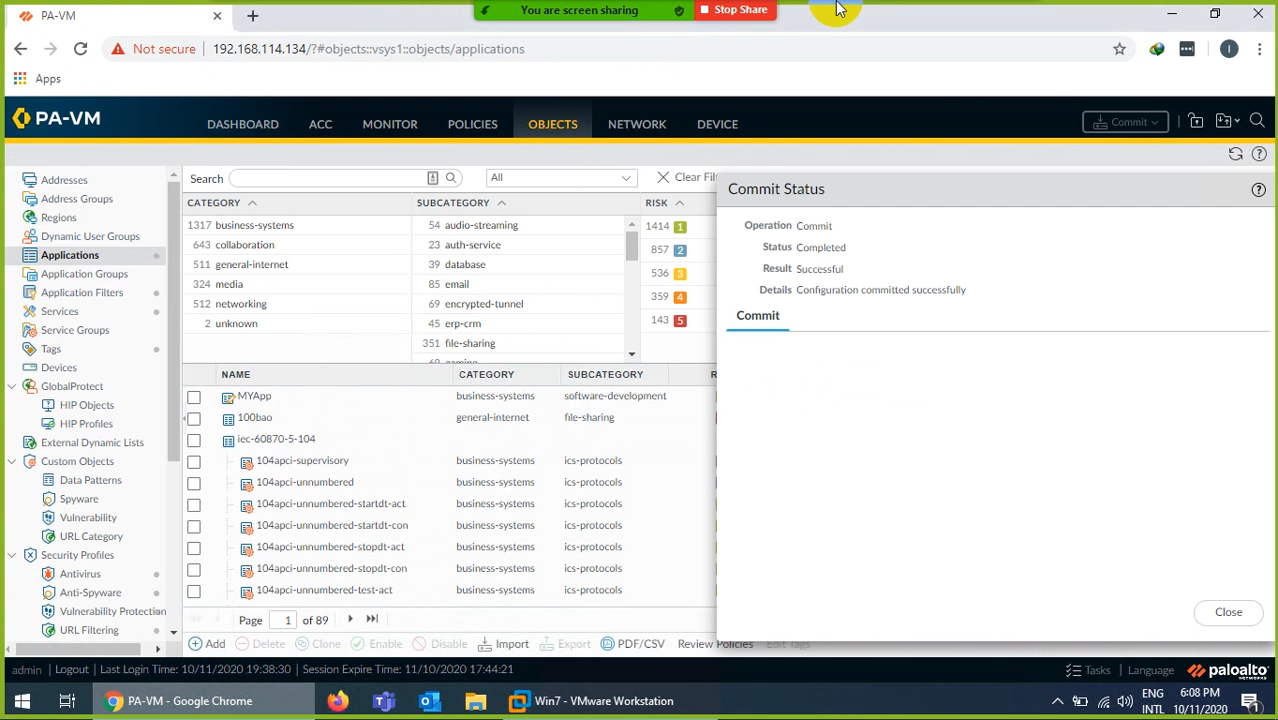 PA-VM
You are screen sharing
Stop Share
Not secure
192.168.114.134/?#objects::vsys1::objects/applications
Apps
PA-VM
DASHBOARD
ACC
MONITOR
POLICIES
OBJECTS
NETWORK
DEVICE
Commit
Addresses
Address Groups
Regions
Dynamic User Groups
Applications
Application Groups
Application Filters
Services
Service Groups
Tags
Devices
GlobalProtect
HIP Objects
HIP Profiles
External Dynamic Lists
Custom Objects
Data Patterns
Spyware
Vulnerability
URL Category
Security Profiles
Antivirus
Anti-Spyware
Vulnerability Protection
URL Filtering
Search
All
Clear Filt
CATEGORY
1317 business-systems
643 collaboration
511 general-internet
324 media
512 networking
2 unknown
SUBCATEGORY
54 audio-streaming
23 auth-service
39 database
85 email
69 encrypted-tunnel
45 erp-crm
351 file-sharing
RISK
1414 1
857 2
536 3
359 4
143 5
NAME CATEGORY SUBCATEGORY R
MYApp business-systems software-development
100bao general-internet file-sharing
iec-60870-5-104
104apci-supervisory business-systems ics-protocols
104apci-unnumbered business-systems ics-protocols
104apci-unnumbered-startdt-act business-systems ics-protocols
104apci-unnumbered-startdt-con business-systems ics-protocols
104apci-unnumbered-stopdt-act business-systems ics-protocols
104apci-unnumbered-stopdt-con business-systems ics-protocols
104apci-unnumbered-test-act business-systems ics-protocols
Page 1 of 89
Add Delete Clone Enable Disable Import Export PDF/CSV Review Policies
Commit Status
Operation Commit
Status Completed
Result Successful
Details Configuration committed successfully
Commit
Close
admin | Logout | Last Login Time: 10/11/2020 19:38:30 | Session Expire Time: 11/10/2020 17:44:21
Tasks | Language
paloalto
NETWORKS
PA-VM - Google Chrome
Win7 - VMware Workstation
ENG
INTL
6:08 PM
10/11/2020
1